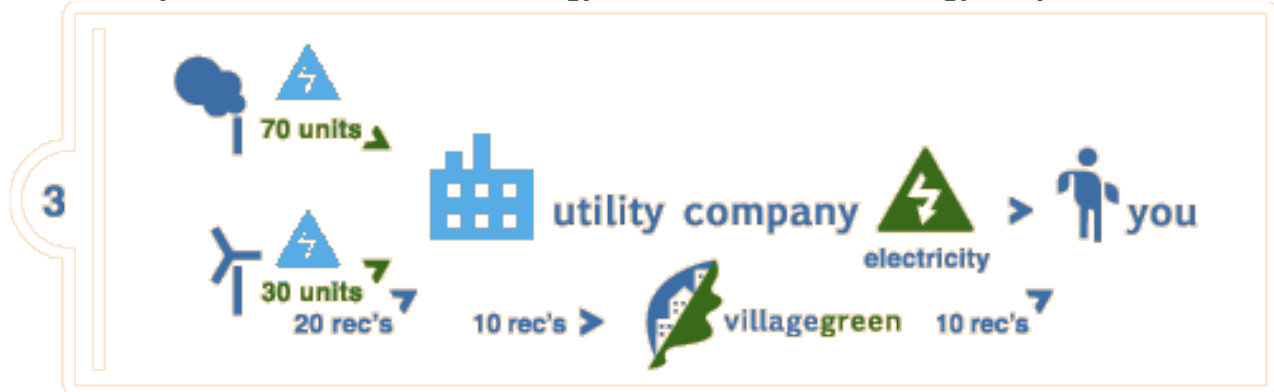 3
70 units
utility company
you
electricity
30 units
20 rec's
10 rec's >
villagegreen
10 rec's